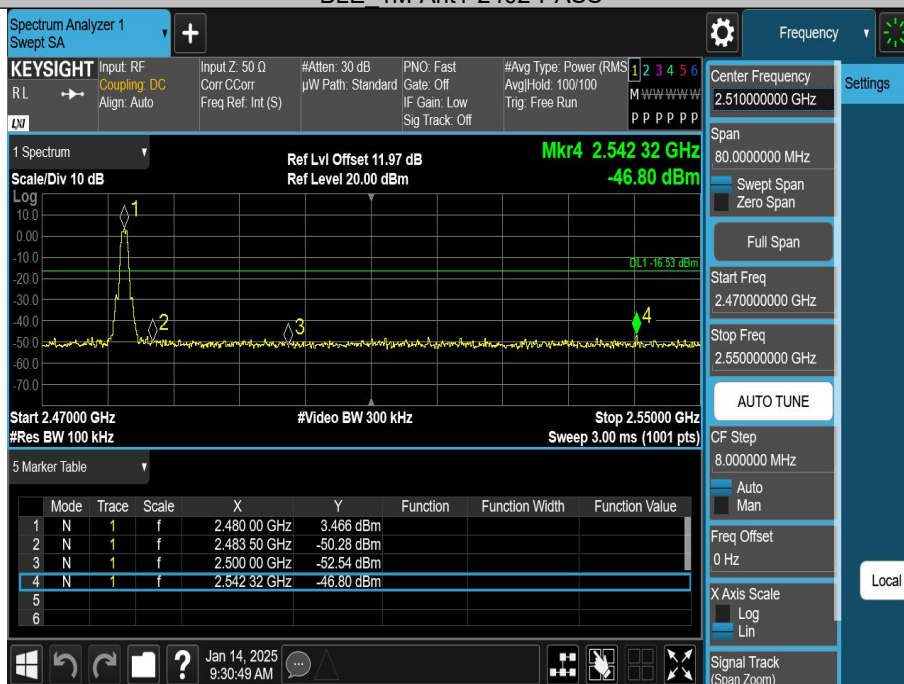 Spectrum Analyzer 1
Swept SA
Frequency
KEYSIGHT
RL
LXI
Input: RF
Coupling: DC
Align: Auto
Input Z: 50 Ω
Corr CCorr
Freq Ref: Int (S)
#Atten: 30 dB
µW Path: Standard
PNO: Fast
Gate: Off
IF Gain: Low
Sig Track: Off
#Avg Type: Power (RMS
Avg|Hold: 100/100
Trig: Free Run
1 2 3 4 5 6
M W W W W W
P P P P P P
Center Frequency
2.510000000 GHz
Settings
1 Spectrum
Scale/Div 10 dB
Ref Lvl Offset 11.97 dB
Ref Level 20.00 dBm
Mkr4 2.542 32 GHz
-46.80 dBm
Span
80.0000000 MHz
Swept Span
Zero Span
Full Span
Start Freq
2.470000000 GHz
Stop Freq
2.550000000 GHz
AUTO TUNE
CF Step
8.000000 MHz
Auto
Man
Freq Offset
0 Hz
X Axis Scale
Log
Lin
Signal Track
(Span Zoom)
Local
Log
10.0
0.00
-10.0
-20.0
-30.0
-40.0
-50.0
-60.0
-70.0
1
2
3
4
DL1 -16.53 dBm
Start 2.47000 GHz
#Video BW 300 kHz
Stop 2.55000 GHz
#Res BW 100 kHz
Sweep 3.00 ms (1001 pts)
5 Marker Table
Mode Trace Scale X Y Function Function Width Function Value
1 N 1 f 2.480 00 GHz 3.466 dBm
2 N 1 f 2.483 50 GHz -50.28 dBm
3 N 1 f 2.500 00 GHz -52.54 dBm
4 N 1 f 2.542 32 GHz -46.80 dBm
5
6
?
Jan 14, 2025
9:30:49 AM